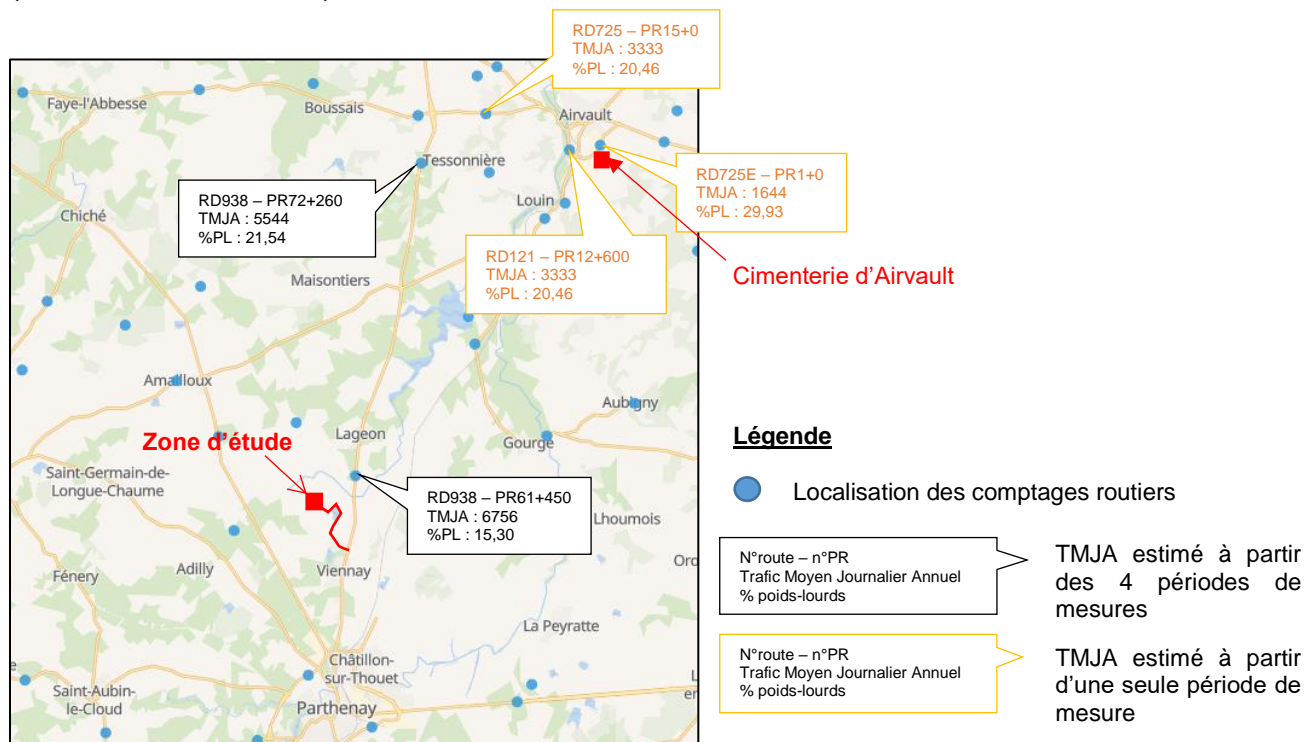 RD725 – PR15+0
TMJA : 3333
%PL : 20,46
Faye-l'Abbesse
Boussais
Airvault
Tessonnière
RD725E – PR1+0
TMJA : 1644
%PL : 29,93
RD938 – PR72+260
TMJA : 5544
%PL : 21,54
Chiché
Louin
RD121 – PR12+600
TMJA : 3333
%PL : 20,46
Cimenterie d'Airvault
Maisontiers
Amailloux
Aubigny
Zone d'étude
Lageon
Gourgé
Légende
Saint-Germain-de-
Longue-Chaume
Localisation des comptages routiers
RD938 – PR61+450
TMJA : 6756
%PL : 15,30
Lhoumois
Fénery
Adilly
Viennay
N°route – n°PR
Trafic Moyen Journalier Annuel
% poids-lourds
TMJA estimé à partir
des 4 périodes de
mesures
La Peyratte
Châtillon-
sur-Thouet
Saint-Aubin-
le-Cloud
Parthenay
N°route – n°PR
Trafic Moyen Journalier Annuel
% poids-lourds
TMJA estimé à partir
d'une seule période de
mesure